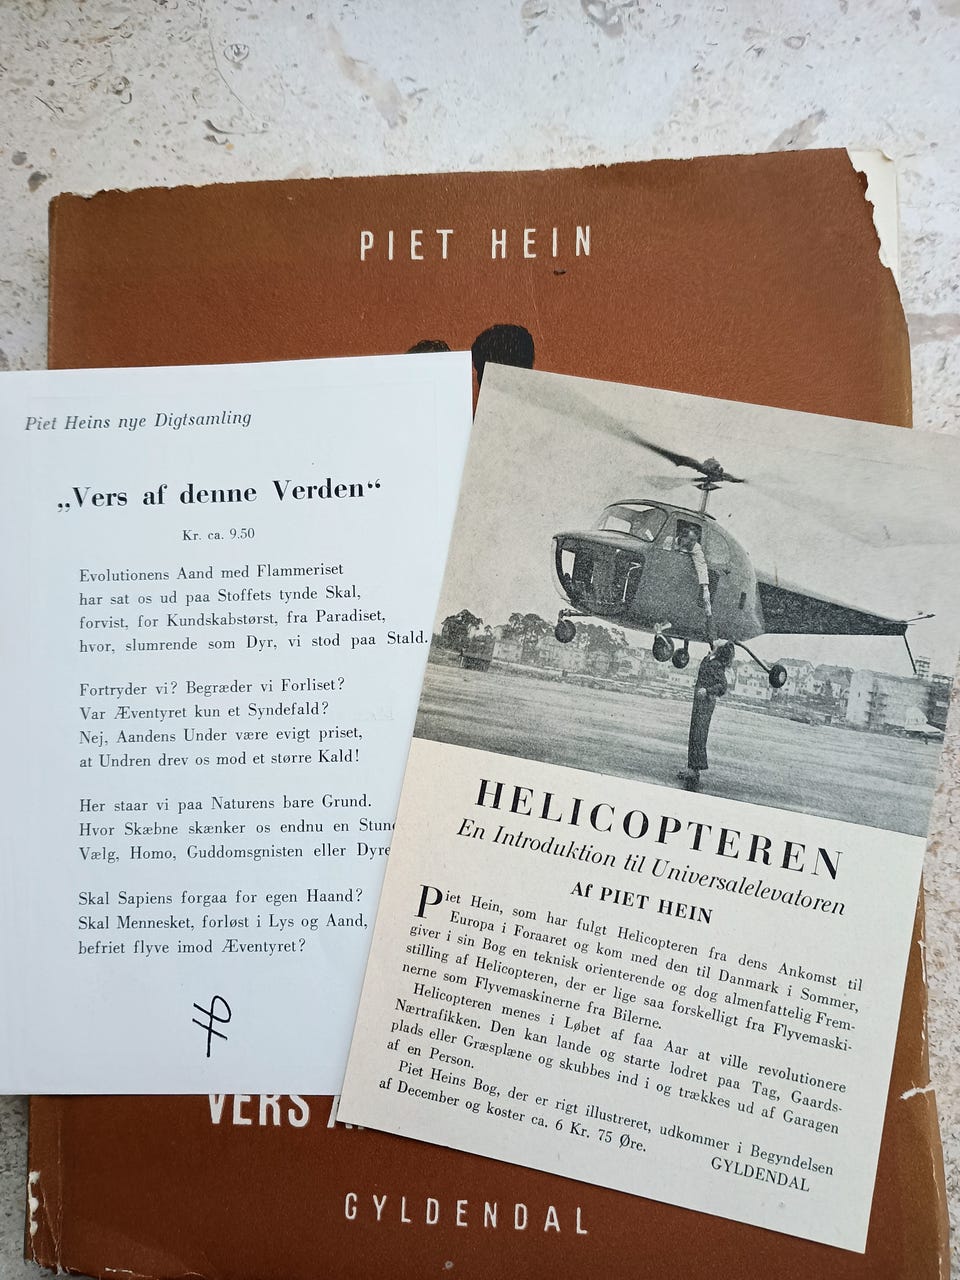 PIET HEIN
Piet Heins nye Digtsamling
„Vers af denne Verden“
Kr. ca. 9.50
Evolutionens Aand med Flammeriset
har sat os ud paa Stoffets tynde Skal,
forvist, for Kundskabstørst, fra Paradiset,
hvor, slumrende som Dyr, vi stod paa Stald.
Fortryder vi? Begræder vi Forliset?
Var Æventyret kun et Syndefald?
Nej, Aandens Under være evigt priset,
at Undren drev os mod et større Kald!
Her staar vi paa Naturens bare Grund.
Hvor Skæbne skænker os endnu en
Vælg, Homo, Guddomsgnisten eller
Skal Sapiens forgaa for egen Haand?
Skal Mennesket, forløst i Lys og Aand,
befriet flyve imod Æventyret?
HELICOPTEREN
En Introduktion til Universalelevatoren
Af PIET HEIN
Piet Hein, som har fulgt Helicopteren fra dens Ankomst til
Europa i Foraaret og kom med den til Danmark i Sommer,
giver i sin Bog en teknisk orienterende og dog almenfattelig Frem-
stilling af Helicopteren, der er lige saa forskelligt fra Flyvemaski-
nerne som Flyvemaskinerne fra Bilerne.
Helicopteren menes i Løbet af faa Aar at ville revolutionere
Nærtrafikken. Den kan lande og starte lodret paa Tag, Gaards-
plads eller Græsplæne og skubbes ind i og trækkes ud af Garagen
af en Person.
Piet Heins Bog, der er rigt illustreret, udkommer i Begyndelsen
af December og koster ca. 6 Kr. 75 Øre.
GYLDENDAL
VERS
GYLDENDAL